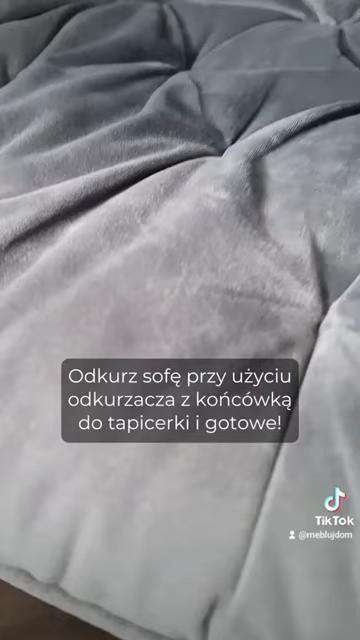 Odkurz sofę przy użyciu
odkurzacza z końcówką
do tapicerki i gotowe!
TikTok
@meblujdom